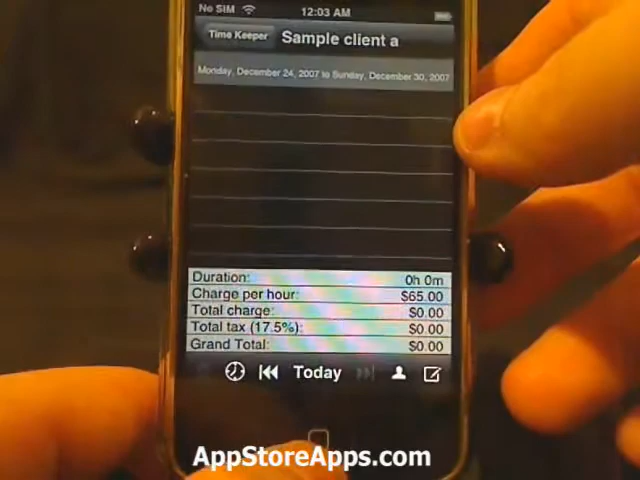 No SIM 12:03 AM
Time Keeper Sample client a
Monday, December 24, 2007 to Sunday, December 30, 2007
Duration: 0h 0m
Charge per hour: $65.00
Total charge: $0.00
Total tax (17.5%): $0.00
Grand Total: $0.00
Today
AppStoreApps.com